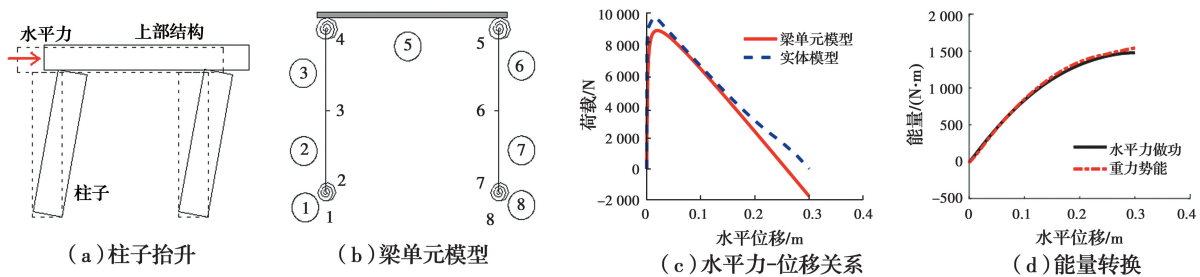 水平力
上部结构
柱子
(a)柱子抬升
4
5
5
3
6
3
6
2
7
2
7
1
1
8
8
(b)梁单元模型
10 000
8 000
6 000
4 000
2 000
0
-2 000
荷载/N
梁单元模型
实体模型
0
0.1
0.2
0.3
0.4
水平位移/m
(c)水平力-位移关系
2 000
1 500
1 000
500
0
-500
能量/(N·m)
水平力做功
重力势能
0
0.1
0.2
0.3
0.4
水平位移/m
(d)能量转换